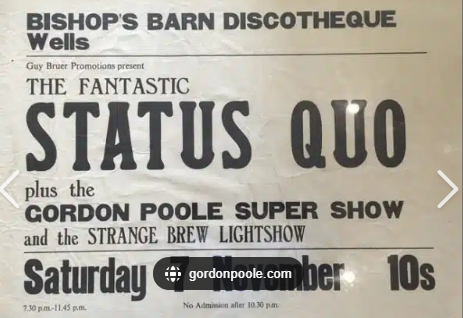 BISHOP'S BARN DISCOTHEQUE
Wells
Guy Bruer Promotions present
THE FANTASTIC
STATUS QUO
plus the
GORDON POOLE SUPER SHOW
and the STRANGE BREW LIGHTSHOW
Saturday 7 November 10s
gordonpoole.com
7.30 p.m.-11.45 p.m. No Admission after 10.30 p.m.